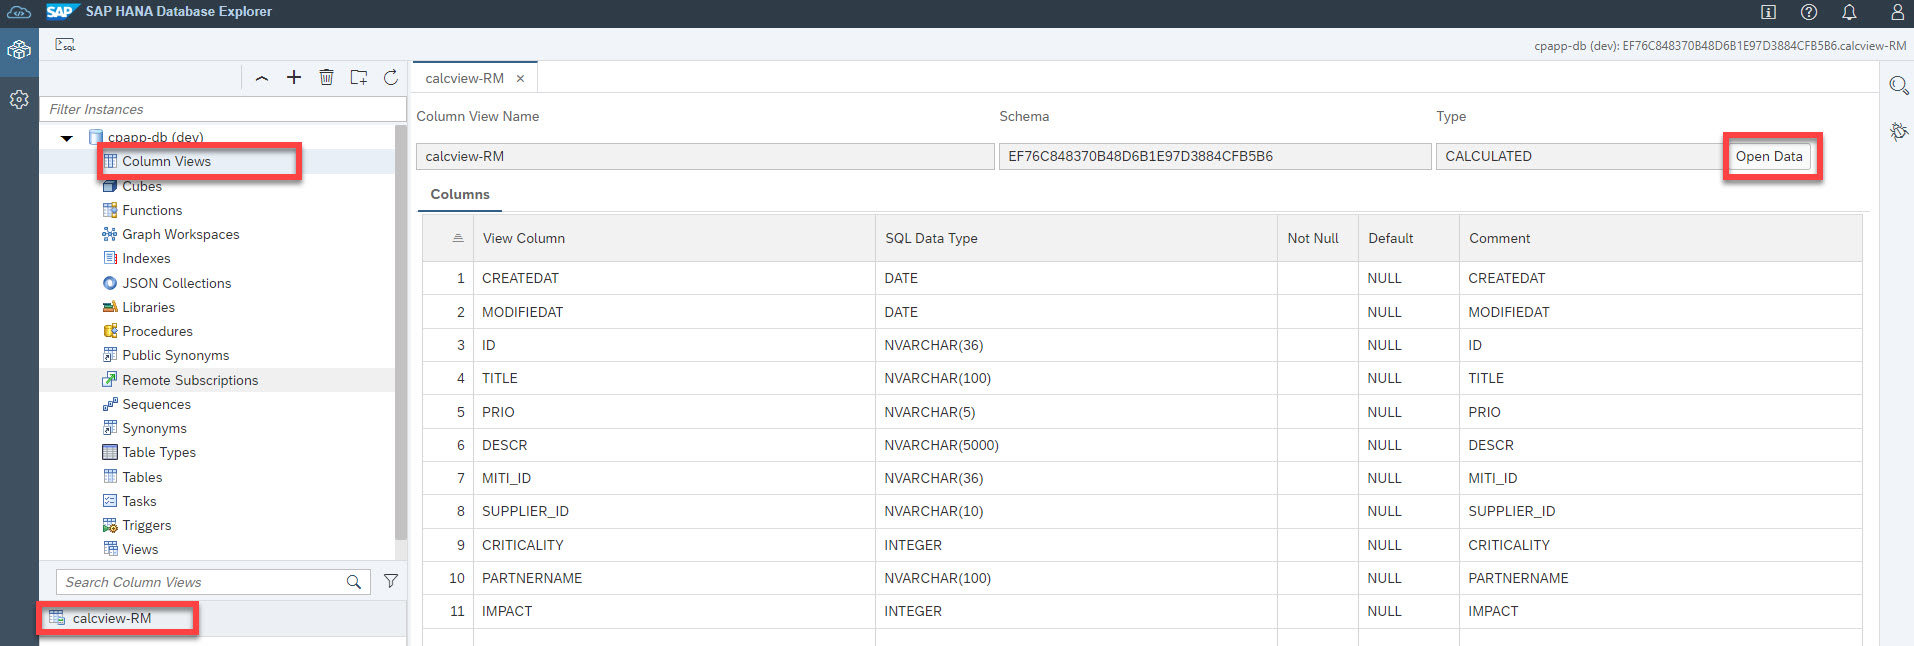 SAP SAP HANA Database Explorer
SQL
cpapp-db (dev): EF76C848370B48D6B1E97D3884CFB5B6.calcview-RM
Filter Instances
cpapp-db (dev)
Column Views
Cubes
Functions
Graph Workspaces
Indexes
JSON Collections
Libraries
Procedures
Public Synonyms
Remote Subscriptions
Sequences
Synonyms
Table Types
Tables
Tasks
Triggers
Views
Search Column Views
calcview-RM
calcview-RM
Column View Name Schema Type
calcview-RM EF76C848370B48D6B1E97D3884CFB5B6 CALCULATED Open Data
Columns
View Column SQL Data Type Not Null Default Comment
1 CREATEDAT DATE NULL CREATEDAT
2 MODIFIEDAT DATE NULL MODIFIEDAT
3 ID NVARCHAR(36) NULL ID
4 TITLE NVARCHAR(100) NULL TITLE
5 PRIO NVARCHAR(5) NULL PRIO
6 DESCR NVARCHAR(5000) NULL DESCR
7 MITI_ID NVARCHAR(36) NULL MITI_ID
8 SUPPLIER_ID NVARCHAR(10) NULL SUPPLIER_ID
9 CRITICALITY INTEGER NULL CRITICALITY
10 PARTNERNAME NVARCHAR(100) NULL PARTNERNAME
11 IMPACT INTEGER NULL IMPACT